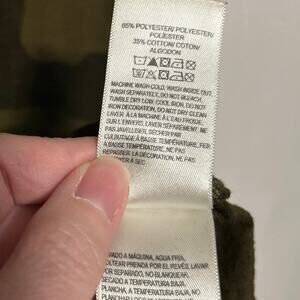 65% POLYESTER/ POLYESTER/
POLIÉSTER
35% COTTON/ COTON/
ALGODON
MACHINE WASH COLD, WASH INSIDE OUT,
WASH SEPARATELY, DO NOT BLEACH,
TUMBLE DRY LOW, COOL IRON, DO NOT
IRON DECORATION, DO NOT DRY CLEAN
LAVER À LA MACHINE À L'EAU FROIDE,
SUR L'ENVERS, LAVER SÉPAREMENT, NE
PAS JAVELLISER, SÉCHER PAR
CULBUTAGE À BASSE TEMPÉRATURE, FER
À BASSE TEMPÉRATURE, NE PAS
REPASSER LA DÉCORATION, NE PAS
À SEC
LAVADO A MÁQUINA, AGUA FRÍA,
VOLTEAR PRENDA POR EL REVÉS, LAVAR
POR SEPARADO, NO BLANQUEAR,
SECADO A TEMPERATURA BAJA,
PLANCHA A TEMPERATURA BAJA, NO